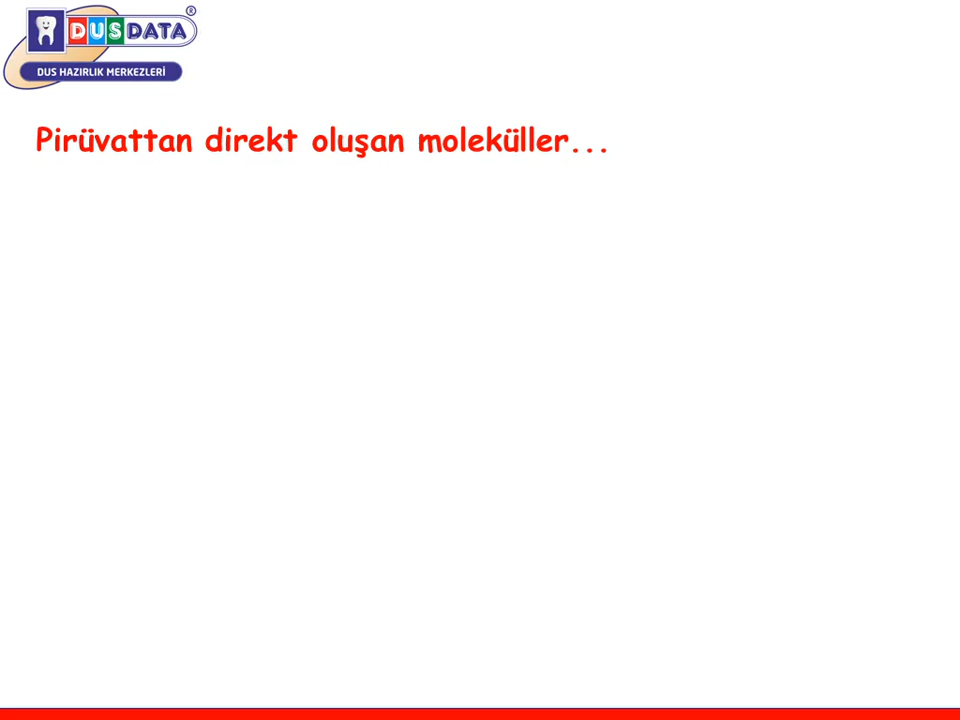 DUSDATA®
DUS HAZIRLIK MERKEZLERİ
Pirüvattan direkt oluşan moleküller...